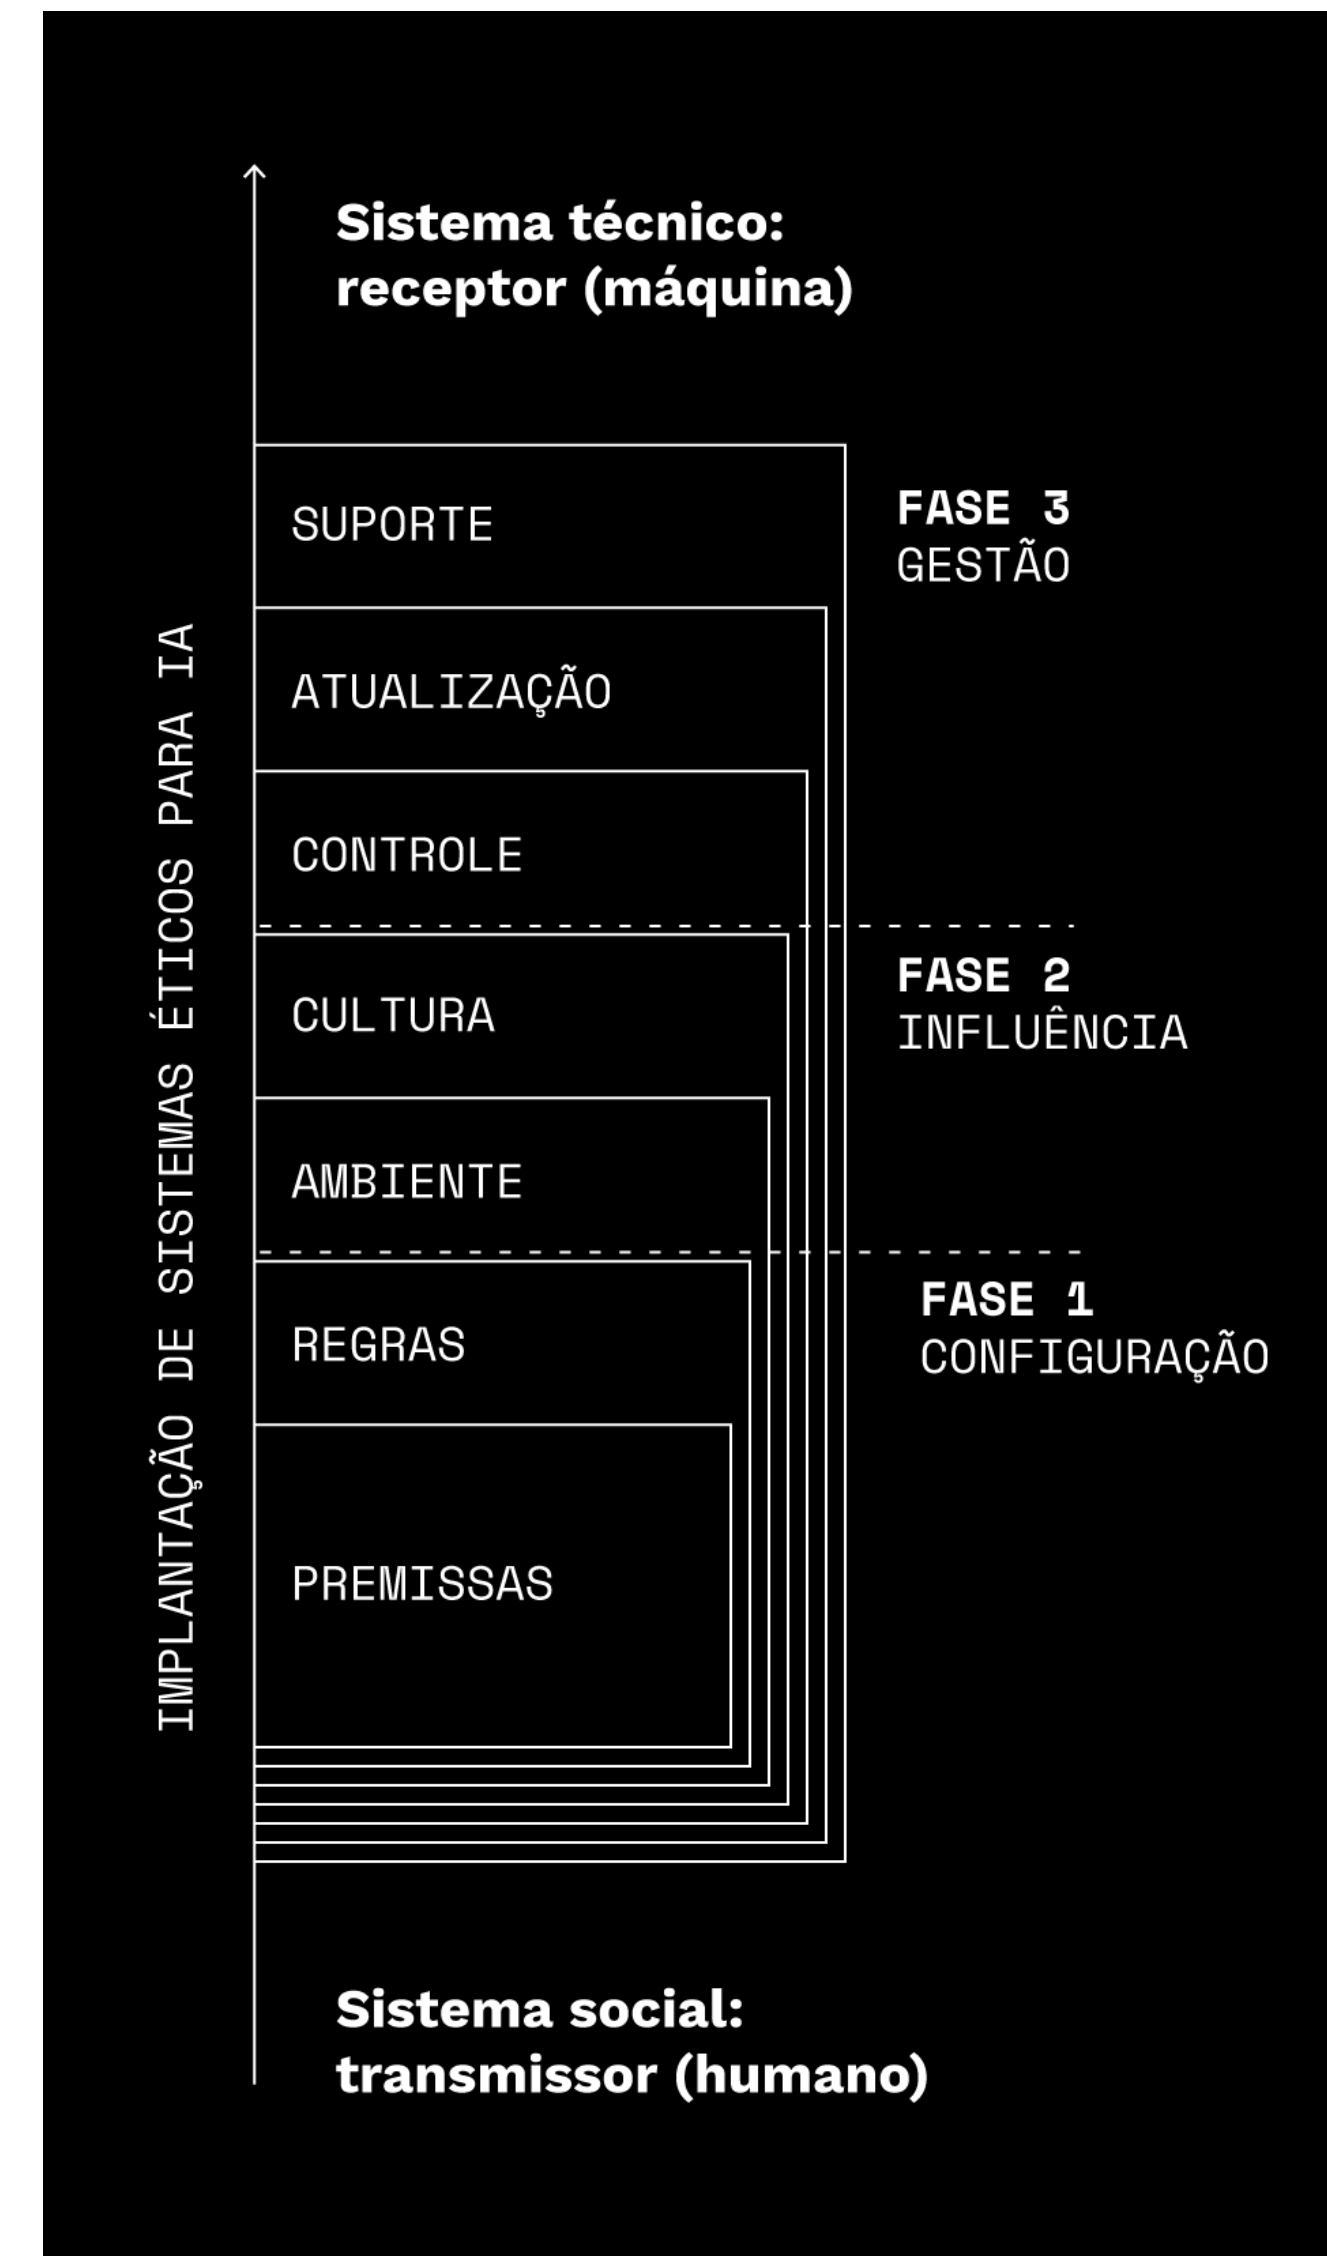 Sistema técnico:
receptor (máquina)
IMPLANTAÇÃO DE SISTEMAS ÉTICOS PARA IA
SUPORTE
FASE 3
GESTÃO
ATUALIZAÇÃO
CONTROLE
FASE 2
INFLUÊNCIA
CULTURA
AMBIENTE
FASE 1
CONFIGURAÇÃO
REGRAS
PREMISSAS
Sistema social:
transmissor (humano)